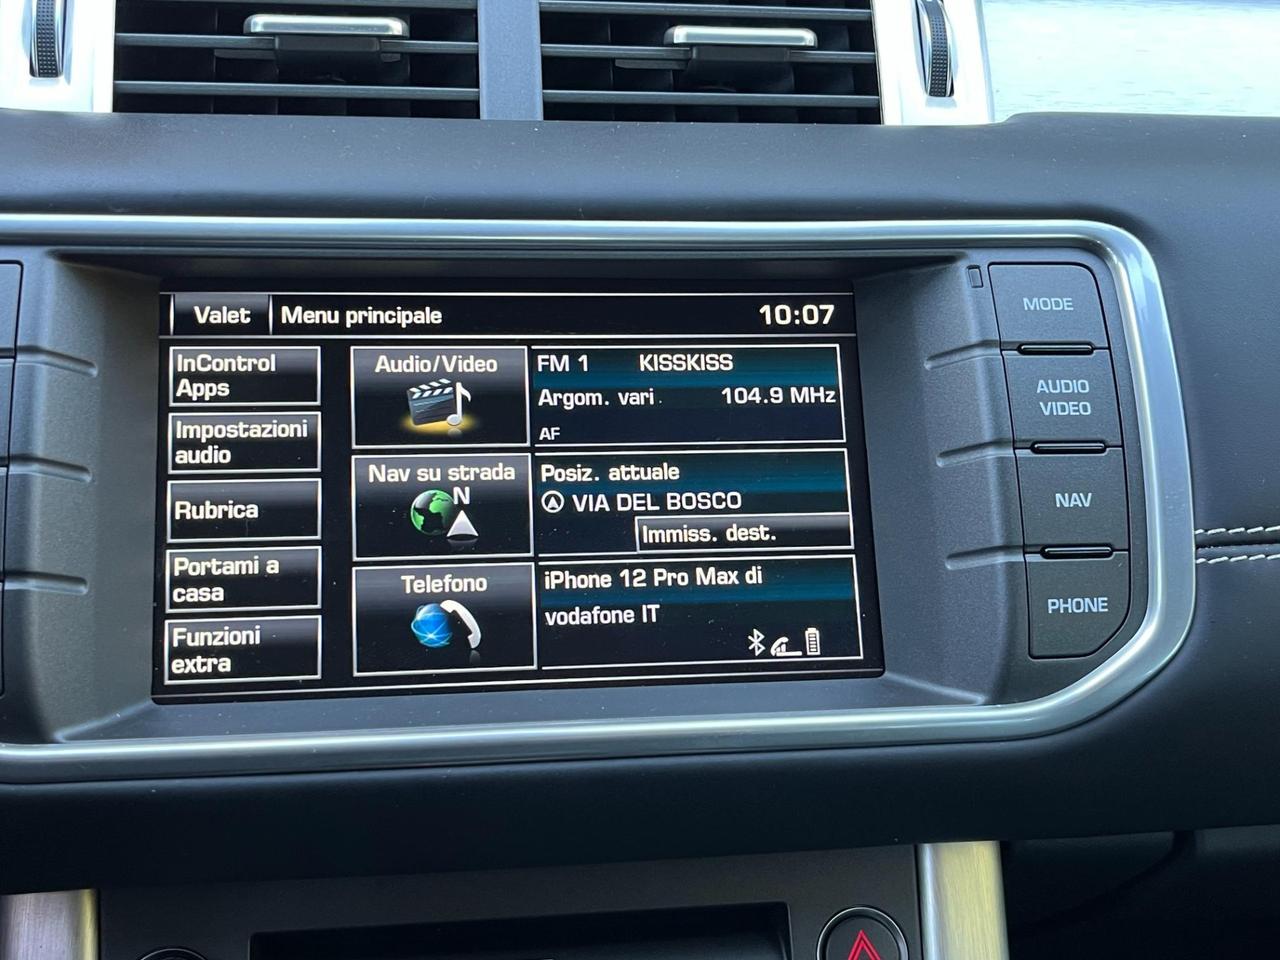 Valet
Menu principale
10:07
InControl
Apps
Audio/Video
FM 1 KISSKISS
Argom. vari. 104.9 MHz
AF
Impostazioni
audio
Nav su strada
N
Posiz. attuale
VIA DEL BOSCO
Immiss. dest.
Rubrica
Portami a
casa
Telefono
iPhone 12 Pro Max di
vodafone IT
Funzioni
extra
MODE
AUDIO
VIDEO
NAV
PHONE